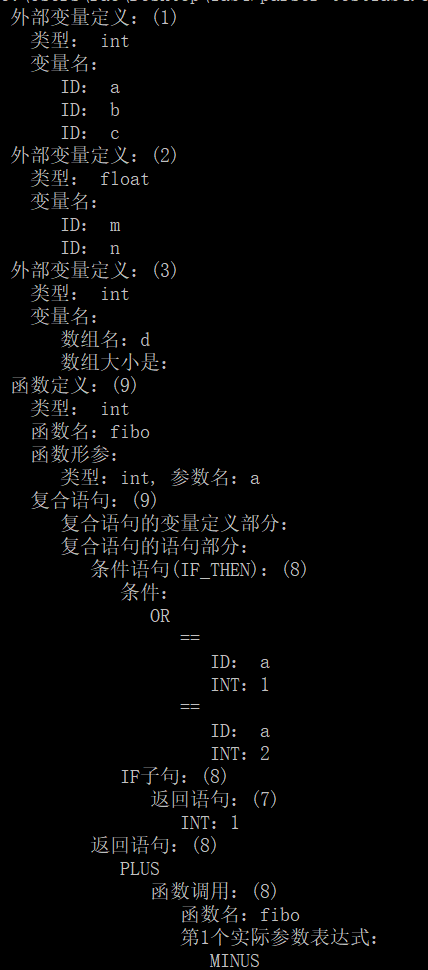 外部变量定义：(1)
类型： int
变量名：
ID： a
ID： b
ID： c
外部变量定义：(2)
类型： float
变量名：
ID： m
ID： n
外部变量定义：(3)
类型： int
变量名：
数组名：d
数组大小是：
函数定义：(9)
类型： int
函数名：fibo
函数形参：
类型：int, 参数名：a
复合语句：(9)
复合语句的变量定义部分：
复合语句的语句部分：
条件语句(IF_THEN)：(8)
条件：
OR
==
ID： a
INT：1
==
ID： a
INT：2
IF子句：(8)
返回语句：(7)
INT：1
返回语句：(8)
PLUS
函数调用：(8)
函数名：fibo
第1个实际参数表达式：
MINUS